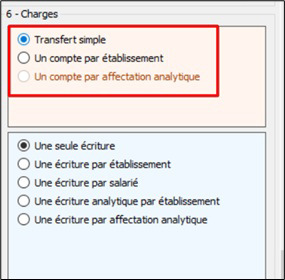 6 - Charges
Transfert simple
Un compte par établissement
Un compte par affectation analytique
Une seule écriture
Une écriture par établissement
Une écriture par salarié
Une écriture analytique par établissement
Une écriture par affectation analytique